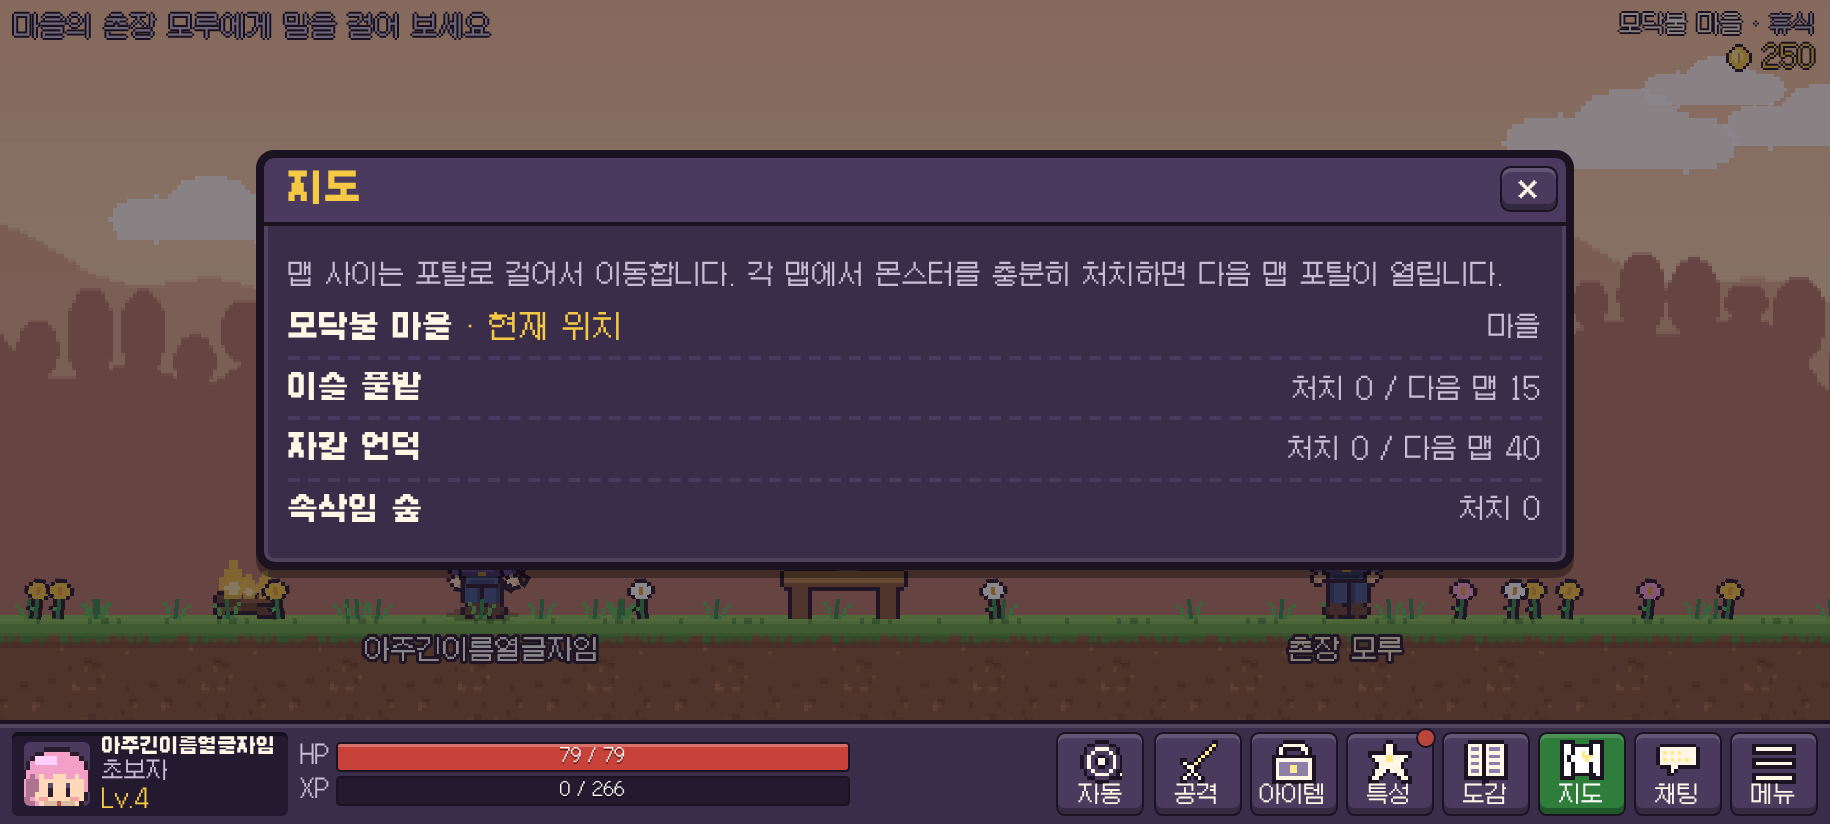 마을의 촌장 모루에게 말을 걸어 보세요
모닥불 마을 · 휴식
250
지도
맵 사이는 포탈로 걸어서 이동합니다. 각 맵에서 몬스터를 충분히 처치하면 다음 맵 포탈이 열립니다.
모닥불 마을 · 현재 위치 마을
이슬 풀밭 처치 0 / 다음 맵 15
자갈 언덕 처치 0 / 다음 맵 40
속삭임 숲 처치 0
아주긴이름열글자임
촌장 모루
아주긴이름열글자임
초보자
Lv.4
HP 79 / 79
XP 0 / 266
자동 공격 아이템 특성 도감 지도 채팅 메뉴